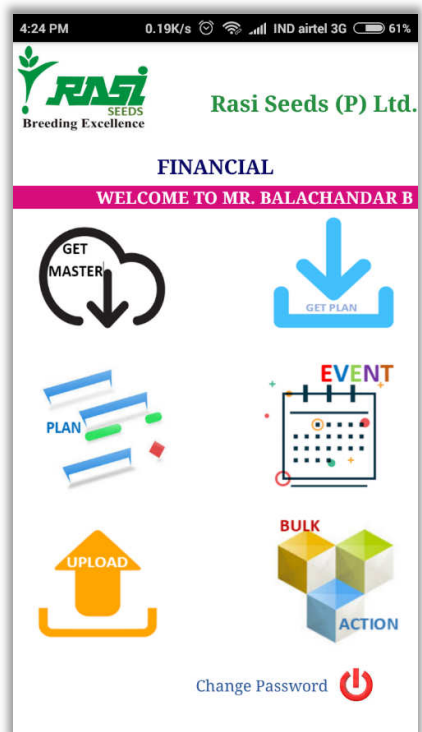 4:24 PM 0.19K/s IND airtel 3G 61%
RASI
SEEDS
Breeding Excellence
Rasi Seeds (P) Ltd.
FINANCIAL
WELCOME TO MR. BALACHANDAR B
GET
MASTER
GET PLAN
PLAN
EVENT
UPLOAD
BULK
ACTION
Change Password